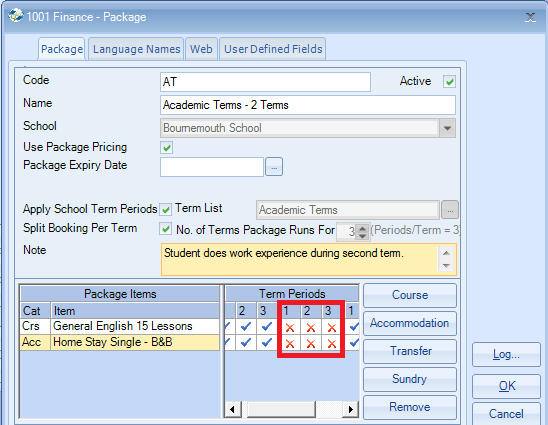 1001 Finance - Package
Package Language Names Web User Defined Fields
Code AT Active
Name Academic Terms - 2 Terms
School Bournemouth School
Use Package Pricing
Package Expiry Date ...
Apply School Term Periods Term List Academic Terms ...
Split Booking Per Term No. of Terms Package Runs For 3 (Periods/Term = 3
Note Student does work experience during second term.
Package Items Term Periods Course
Cat Item 2 3 1 2 3 1
Crs General English 15 Lessons Accommodation
Acc Home Stay Single - B&B Transfer
Log...
Sundry
OK
Remove
Cancel